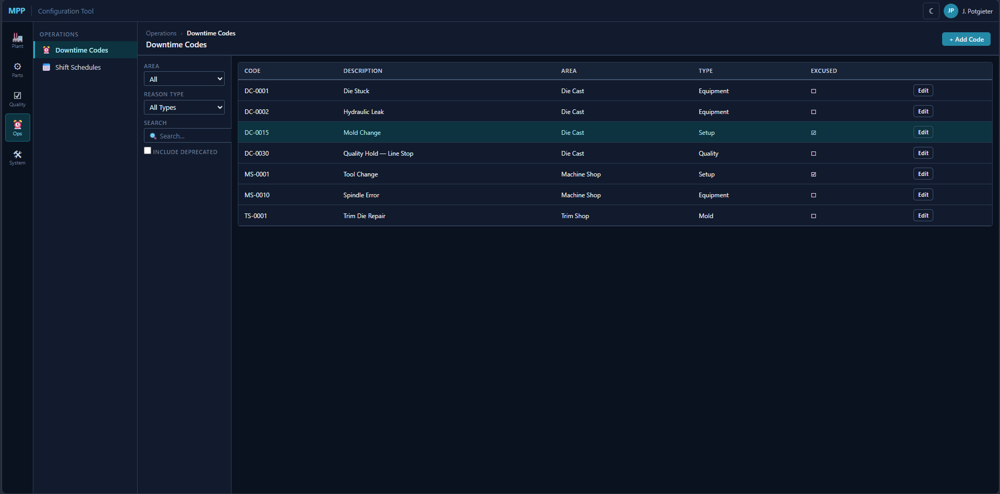 MPP Configuration Tool
JP J. Potgieter
Plant
Parts
Quality
Ops
System
OPERATIONS
Downtime Codes
Shift Schedules
Operations › Downtime Codes
Downtime Codes
+ Add Code
AREA
All
REASON TYPE
All Types
SEARCH
Search...
INCLUDE DEPRECATED
CODE DESCRIPTION AREA TYPE EXCUSED
DC-0001 Die Stuck Die Cast Equipment ☐ Edit
DC-0002 Hydraulic Leak Die Cast Equipment ☐ Edit
DC-0015 Mold Change Die Cast Setup ☑ Edit
DC-0030 Quality Hold — Line Stop Die Cast Quality ☐ Edit
MS-0001 Tool Change Machine Shop Setup ☑ Edit
MS-0010 Spindle Error Machine Shop Equipment ☐ Edit
TS-0001 Trim Die Repair Trim Shop Mold ☐ Edit